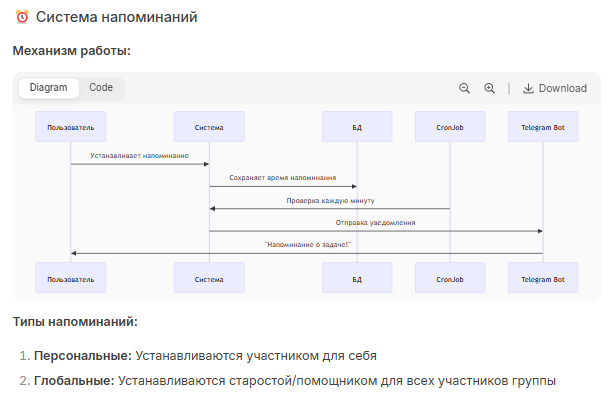 ⏰ Система напоминаний
Механизм работы:
Diagram Code Download
Пользователь Система БД CronJob Telegram Bot
Устанавливает напоминание
Сохраняет время напоминания
Проверка каждую минуту
Отправка уведомления
"Напоминание о задаче!"
Пользователь Система БД CronJob Telegram Bot
Типы напоминаний:
1. Персональные: Устанавливаются участником для себя
2. Глобальные: Устанавливаются старостой/помощником для всех участников группы